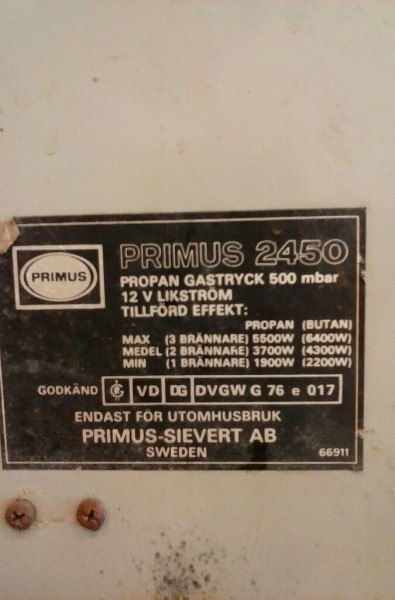 PRIMUS
PRIMUS 2450
PROPAN GASTRYCK 500 mbar
12 V LIKSTRÖM
TILLFÖRD EFFEKT:
PROPAN (BUTAN)
MAX (3 BRÄNNARE) 5500W (6400W)
MEDEL (2 BRÄNNARE) 3700W (4300W)
MIN (1 BRÄNNARE) 1900W (2200W)
GODKÄND VD DG DVGW G 76 e 017
ENDAST FÖR UTOMHUSBRUK
PRIMUS-SIEVERT AB
SWEDEN
66911